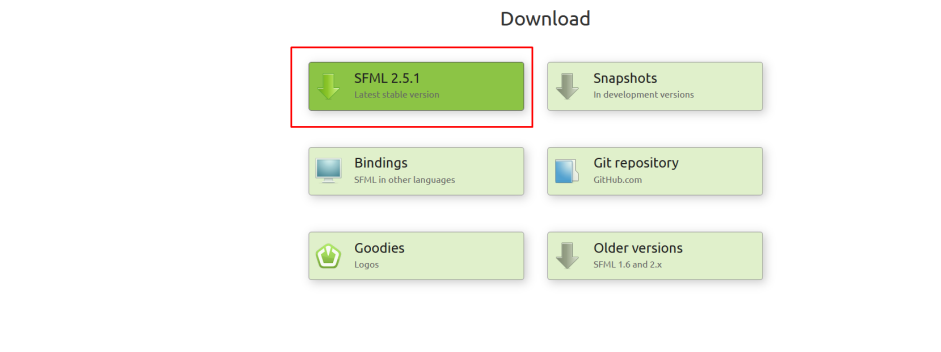 Download
SFML 2.5.1
Latest stable version
Snapshots
In development versions
Bindings
SFML in other languages
Git repository
GitHub.com
Goodies
Logos
Older versions
SFML 1.6 and 2.x